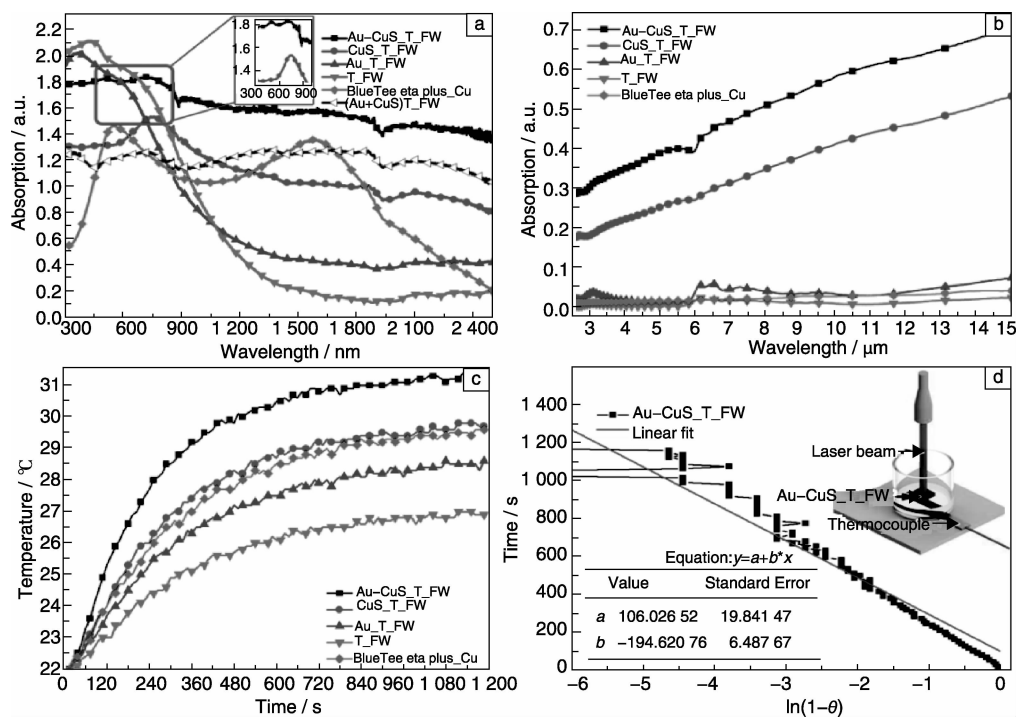 a
Au−CuS_T_FW
CuS_T_FW
Au_T_FW
T_FW
BlueTee eta plus_Cu
(Au+CuS)T_FW
1.8
1.6
1.4
300 600 900
2.2
2.0
1.8
1.6
1.4
1.2
1.0
0.8
0.6
0.4
0.2
0.0
Absorption / a.u.
300 600 900 1 200 1 500 1 800 2 100 2 400
Wavelength / nm
b
Au−CuS_T_FW
CuS_T_FW
Au_T_FW
T_FW
BlueTee eta plus_Cu
0.7
0.6
0.5
0.4
0.3
0.2
0.1
0.0
Absorption / a.u.
3 4 5 6 7 8 9 10 11 12 13 14 15
Wavelength / μm
c
31
30
29
28
27
26
25
24
23
22
Temperature / ℃
Au−CuS_T_FW
CuS_T_FW
Au_T_FW
T_FW
BlueTee eta plus_Cu
0 120 240 360 480 600 720 840 960 1 080 1 200
Time / s
d
Au−CuS_T_FW
Linear fit
Laser beam
Au−CuS_T_FW
Thermocouple
1 400
1 200
1 000
800
600
400
200
0
Time / s
Equation:y=a+b*x
Value Standard Error
a 106.026 52 19.841 47
b −194.620 76 6.487 67
−6 −5 −4 −3 −2 −1 0
ln(1−θ)